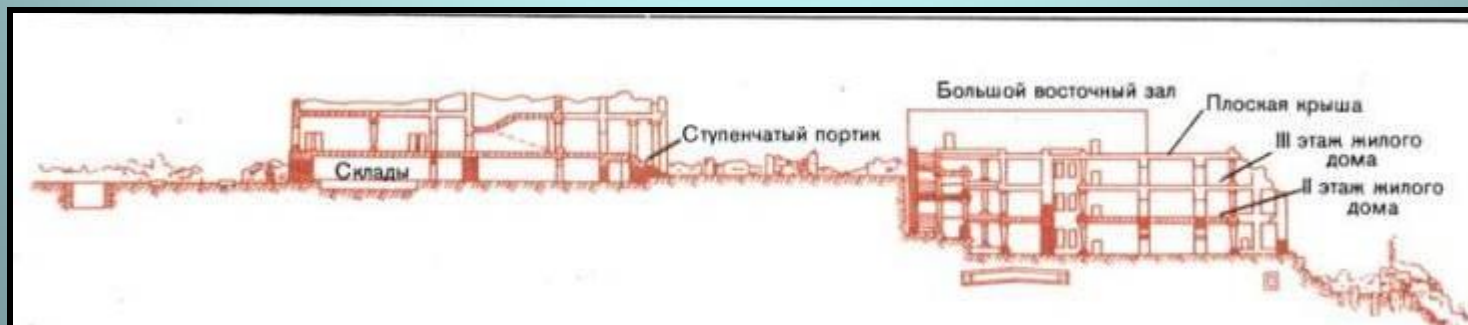 Большой восточный зал
Плоская крыша
Ступенчатый портик
III этаж жилого
дома
Склады
II этаж жилого
дома